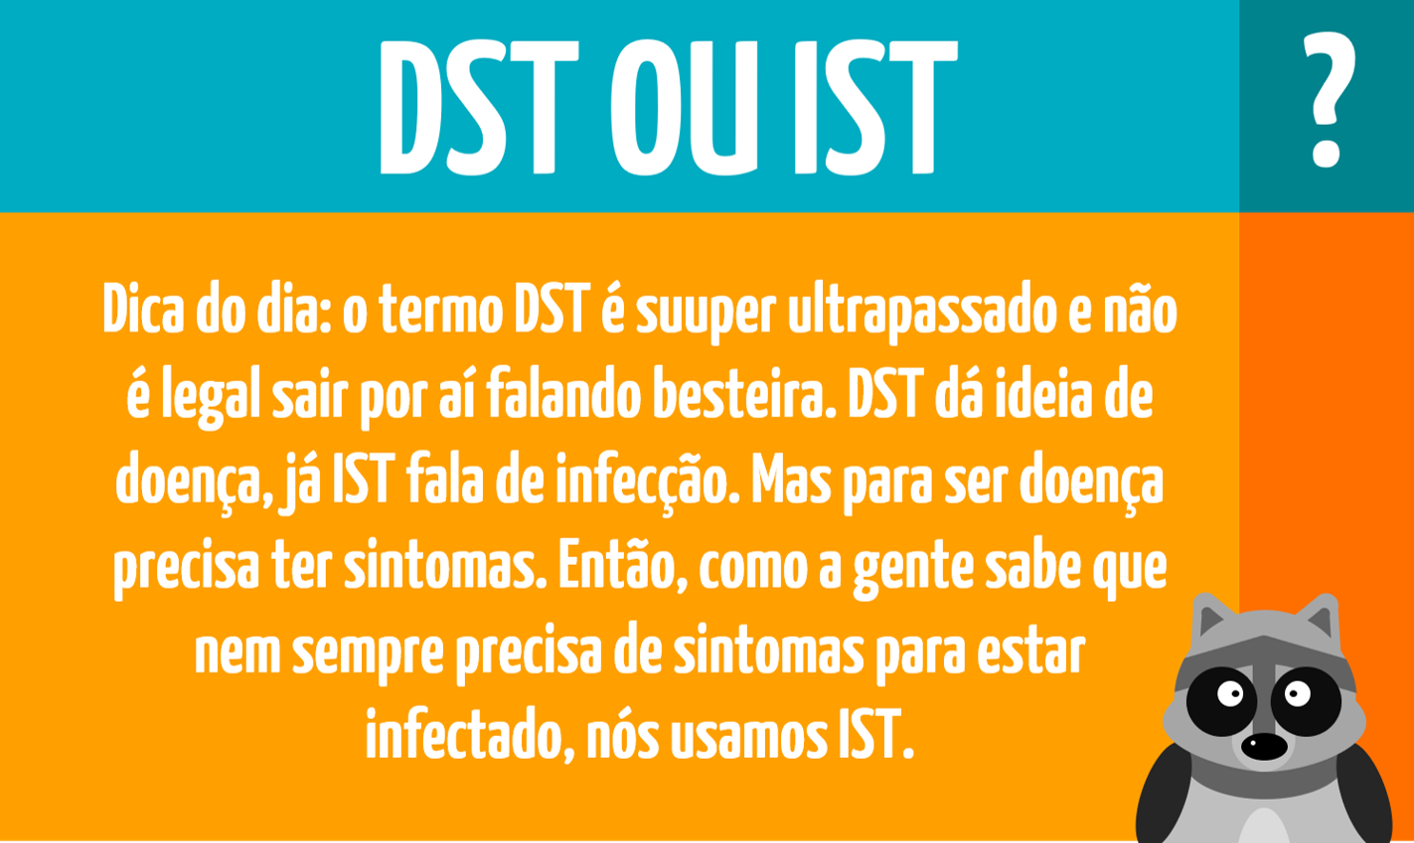 DST OU IST
?
Dica do dia: o termo DST é suuper ultrapassado e não
é legal sair por aí falando besteira. DST dá ideia de
doença, já IST fala de infecção. Mas para ser doença
precisa ter sintomas. Então, como a gente sabe que
nem sempre precisa de sintomas para estar
infectado, nós usamos IST.